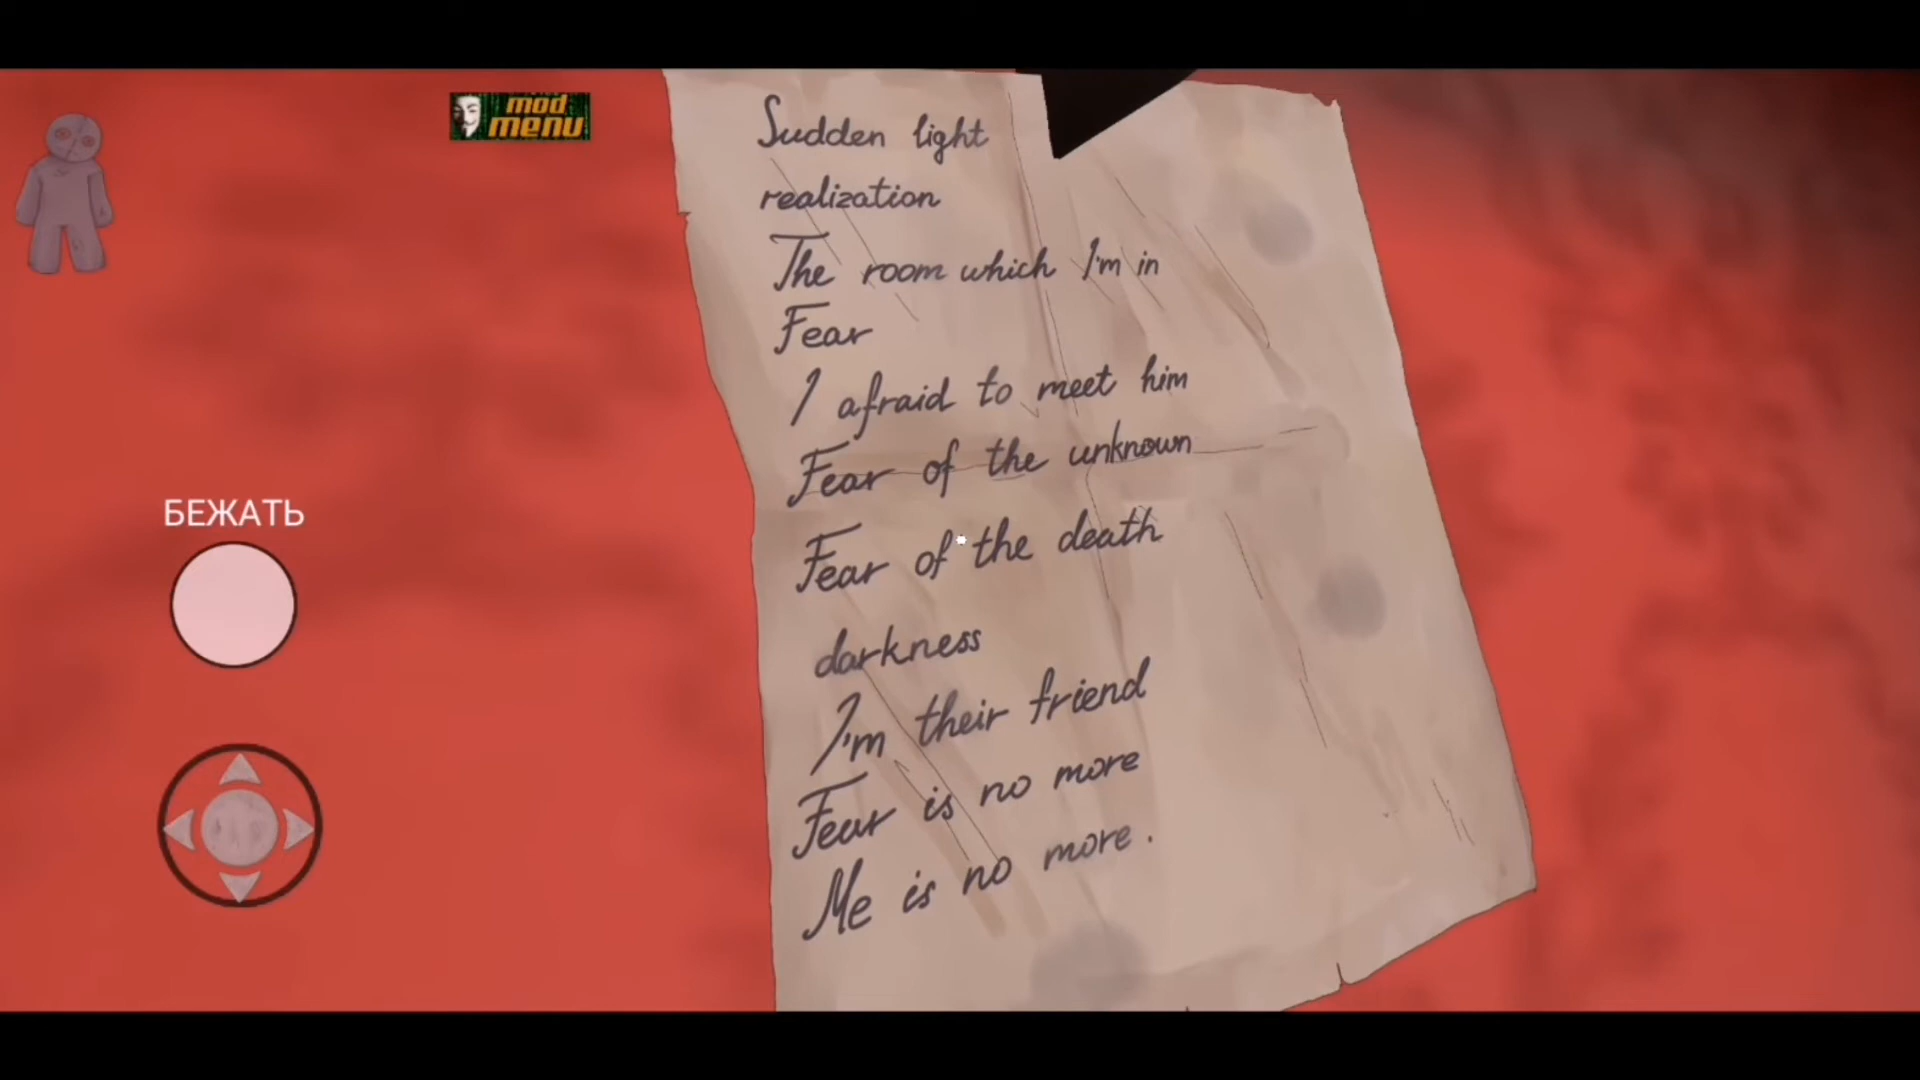 mod
menu
Sudden light
realization
The room which I'm in
Fear
I afraid to meet him
Fear of the unknown
Fear of the death
darkness
I'm their friend
Fear is no more
Me is no more.
БЕЖАТЬ